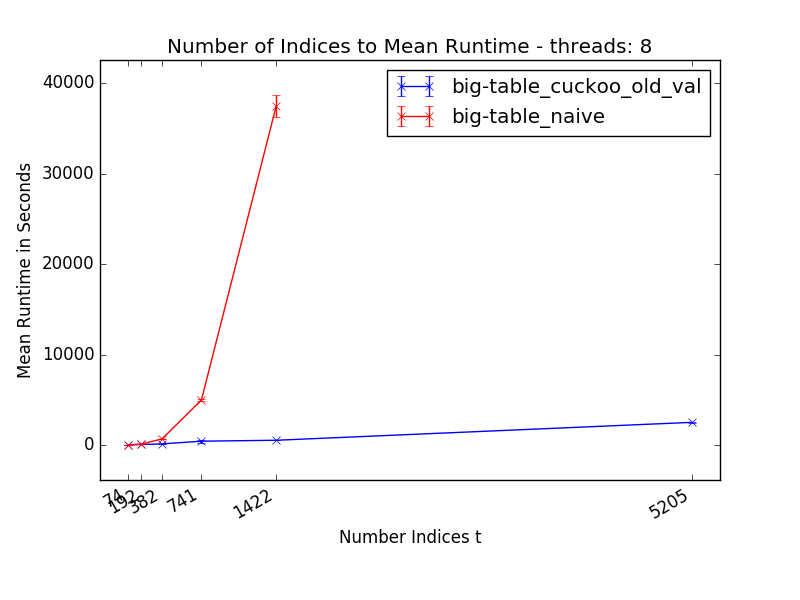 Number of Indices to Mean Runtime - threads: 8
big-table_cuckoo_old_val
big-table_naive
Mean Runtime in Seconds
40000
30000
20000
10000
0
74
192
382
741
1422
5205
Number Indices t